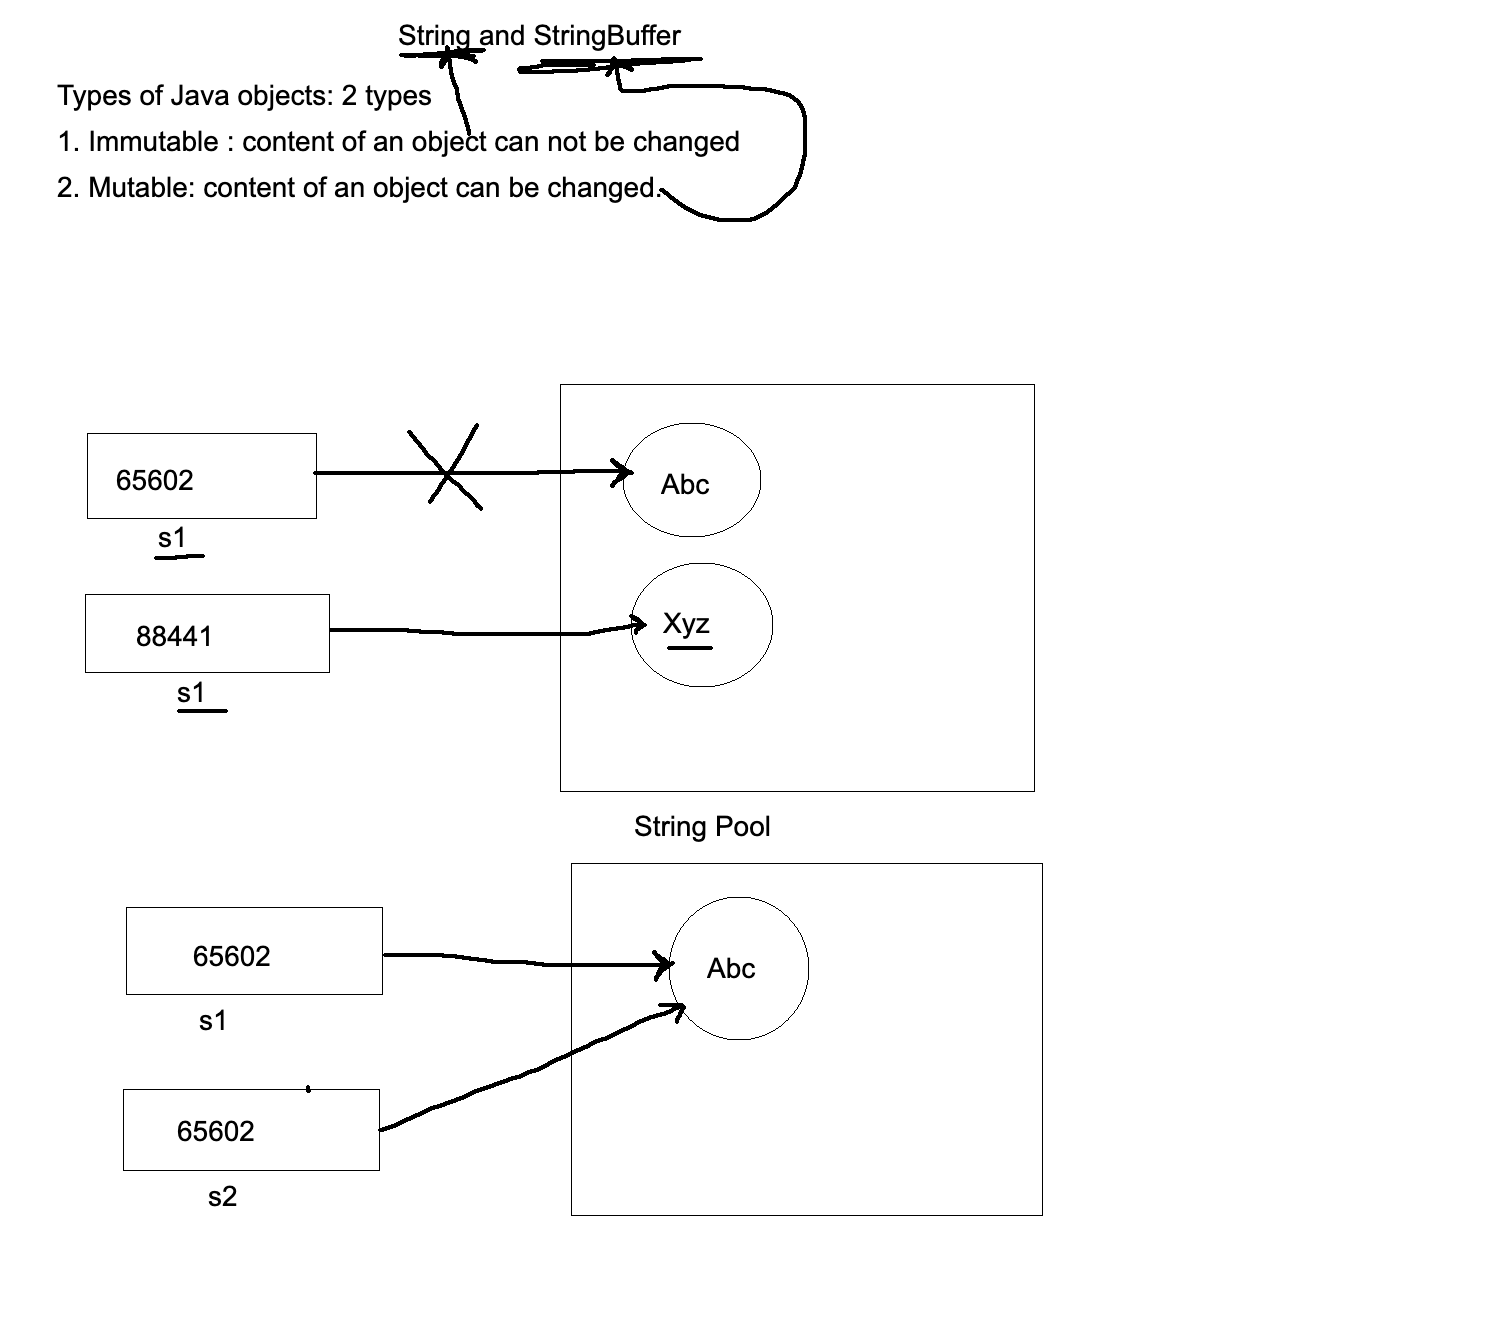 String and StringBuffer
Types of Java objects: 2 types
1. Immutable : content of an object can not be changed
2. Mutable: content of an object can be changed.
65602
Abc
s1
88441
Xyz
s1
String Pool
65602
Abc
s1
65602
s2